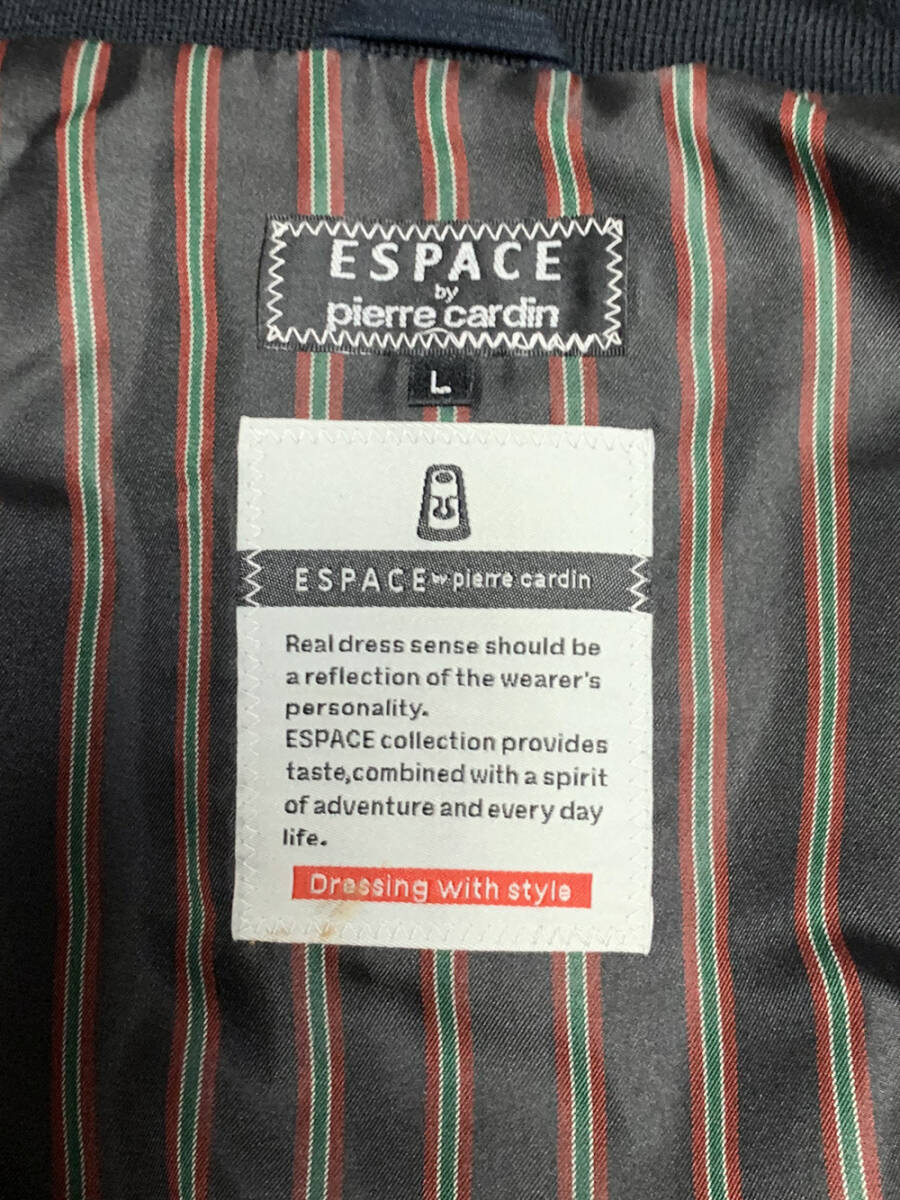 ESPACE
by
pierre cardin
L
ESPACE by pierre cardin
Real dress sense should be
a reflection of the wearer's
personality.
ESPACE collection provides
taste,combined with a spirit
of adventure and every day
life.
Dressing with style